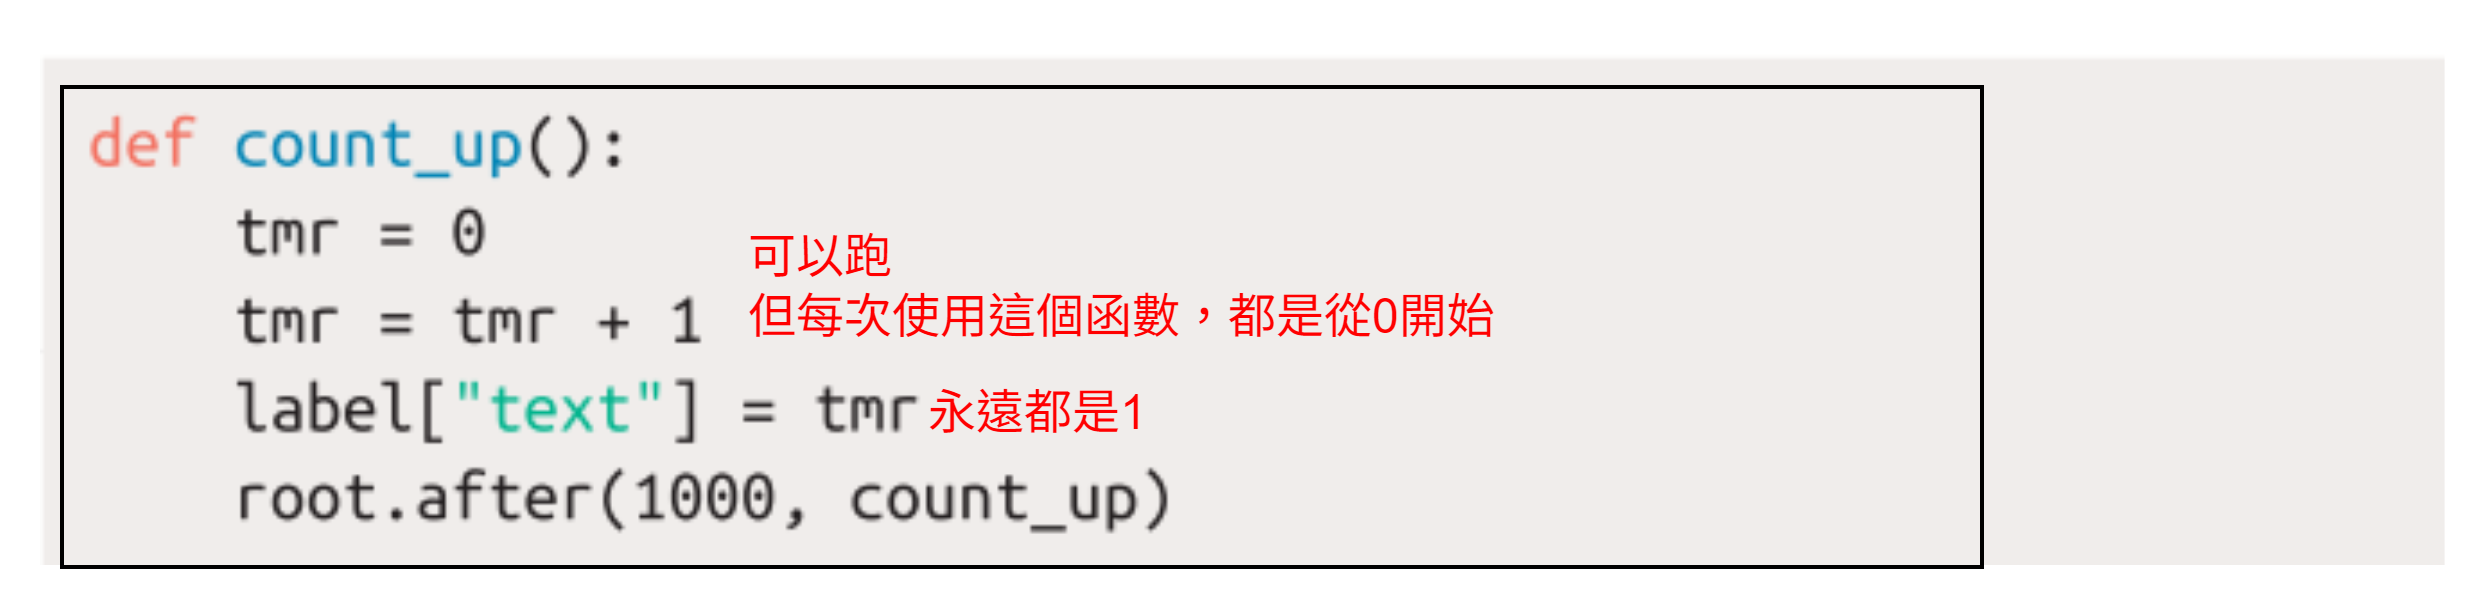 def count_up():
tmr = 0
可以跑
tmr = tmr + 1
但每次使用這個函數，都是從0開始
label["text"] = tmr 永遠都是1
root.after(1000, count_up)